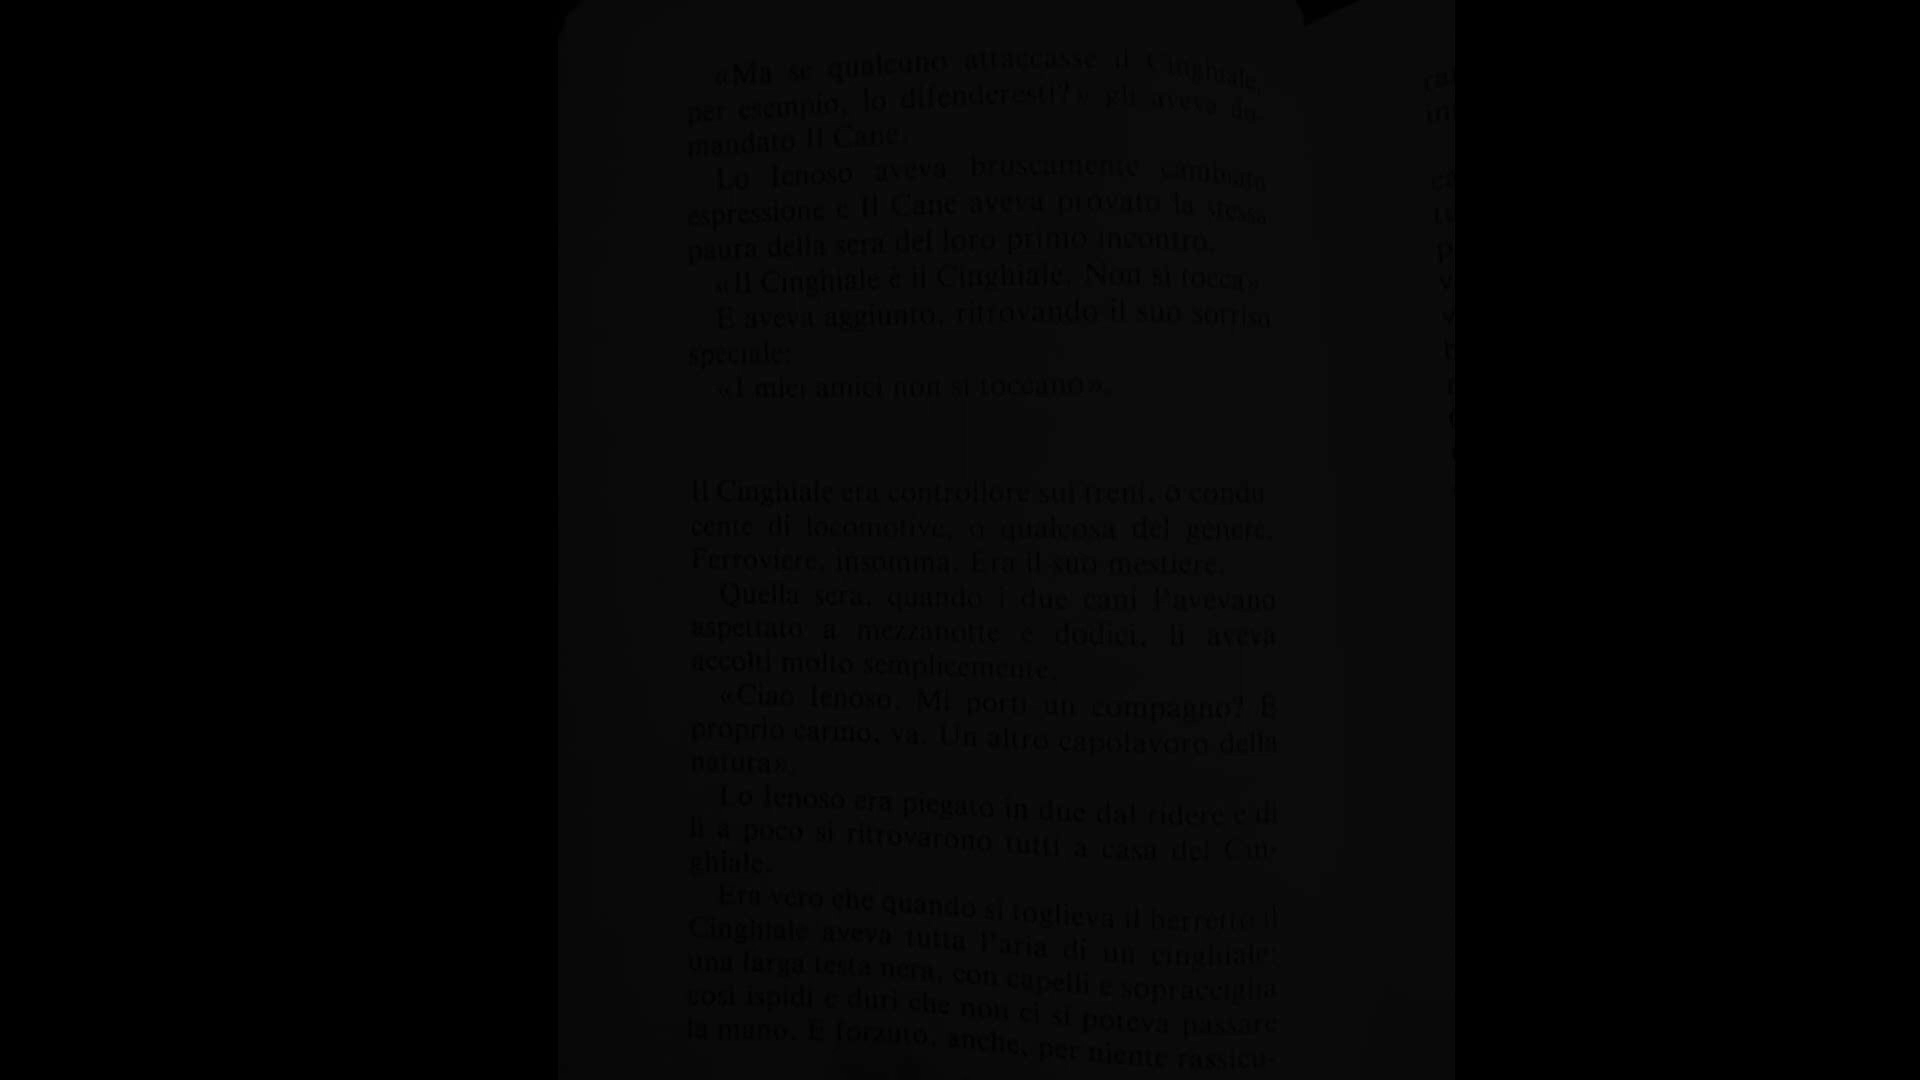 «Ma se qualcuno attaccasse il Cinghiale,
per esempio, lo difenderesti?» gli aveva do-
mandato Il Cane.
Lo Ienoso aveva bruscamente cambiato
espressione e Il Cane aveva provato la stessa
paura della sera del loro primo incontro.
«Il Cinghiale è il Cinghiale. Non si tocca».
E aveva aggiunto, ritrovando il suo sorriso
speciale:
«I miei amici non si toccano».
Il Cinghiale era controllore sui treni, o condu-
cente di locomotive, o qualcosa del genere.
Ferroviere, insomma. Era il suo mestiere.
Quella sera, quando i due cani l'avevano
aspettato a mezzanotte e dodici, li aveva
accolti molto semplicemente.
«Ciao Ienoso. Mi porti un compagno? È
proprio carino, va. Un altro capolavoro della
natura».
Lo Ienoso era piegato in due dal ridere e di
lì a poco si ritrovarono tutti a casa del Cin-
ghiale.
Era vero che quando si toglieva il berretto il
Cinghiale aveva tutta l'aria di un cinghiale:
una larga testa nera, con capelli e sopracciglia
così ispidi e duri che non ci si poteva passare
la mano. E forzuto, anche, per niente rassicu-